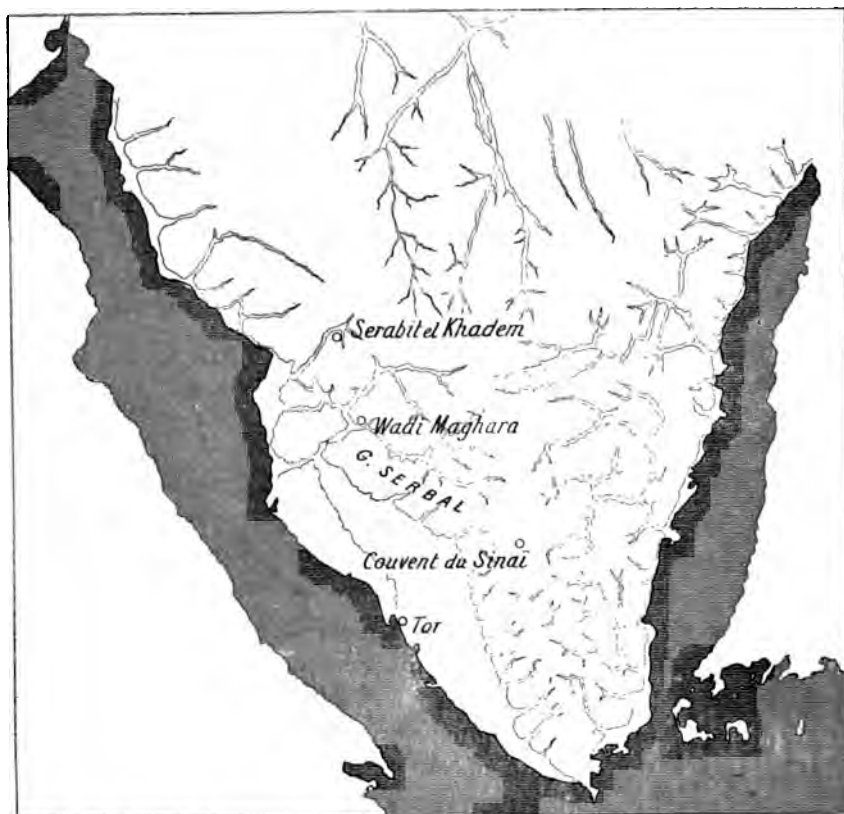 Serabit el Khadem
Wadi Maghara
G. SERBAL
Couvent du Sinaï
Tor